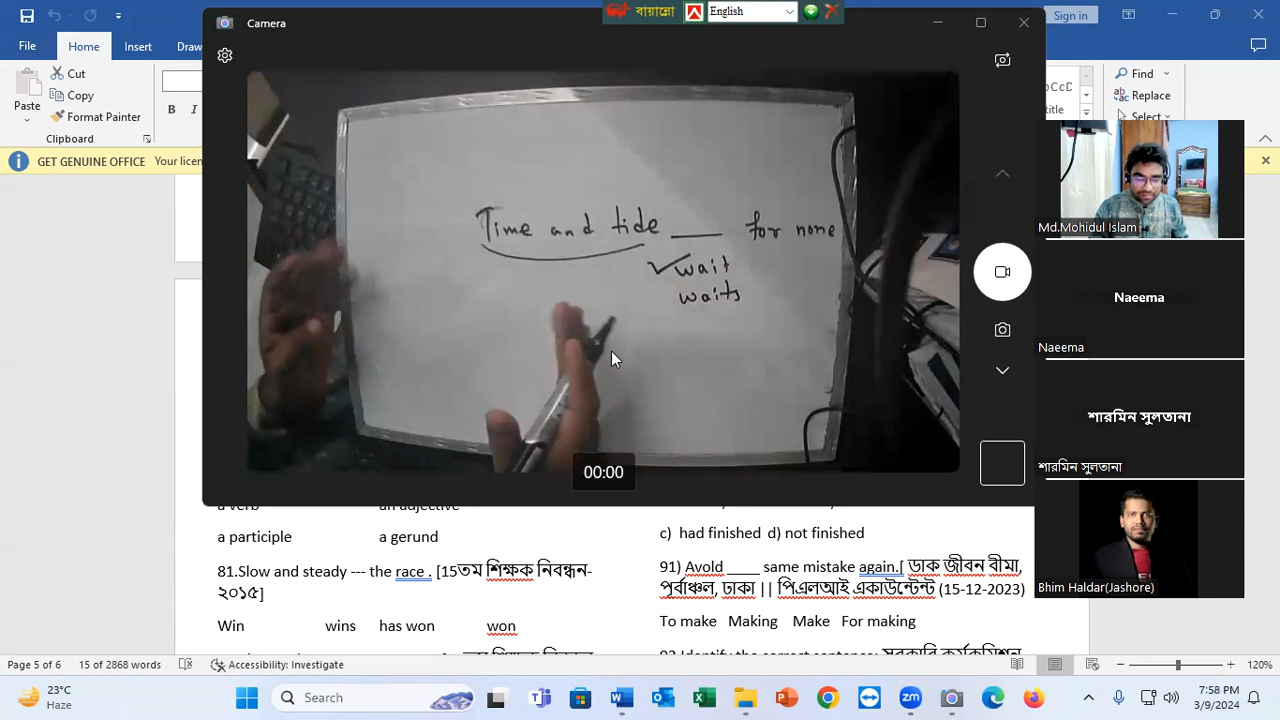 বায়ান্নো
English
Sign in
Camera
File
Home
Insert
Draw
Cut
Copy
Format Painter
Paste
Clipboard
B I
Find
Replace
Select
GET GENUINE OFFICE Your licen
Time and tide ____ for none
✓wait
waits
00:00
Md.Mohidul Islam
Naeema
Naeema
শারমিন সুলতানা
শারমিন সুলতানা
Bhim Haldar(Jashore)
a participle a gerund
81.Slow and steady --- the race . [15তম শিক্ষক নিবন্ধন-
২০১৫]
Win wins has won won
c) had finished d) not finished
91) Avold ____ same mistake again.[ ডাক জীবন বীমা,
পূর্বাঞ্চল, ঢাকা || পিএলআই একাউন্টেন্ট (15-12-2023)
To make Making Make For making
Page 5 of 6 15 of 2868 words Accessibility: Investigate
120%
23°C
Haze
Search
7:58 PM
3/9/2024